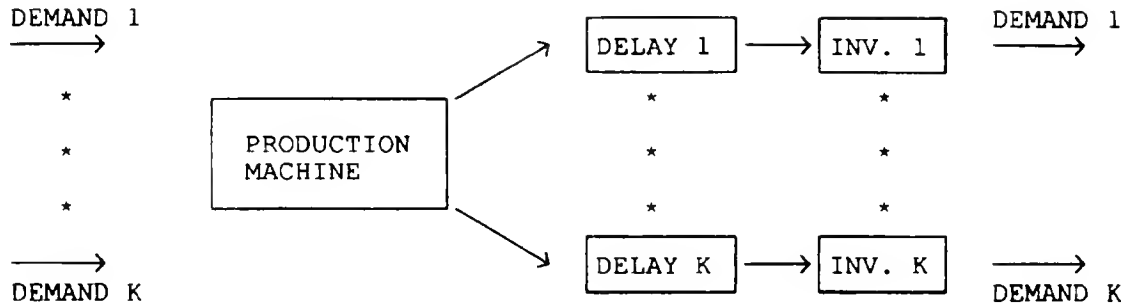 DEMAND 1
DEMAND 1
DELAY 1
INV. 1
*
*
*
PRODUCTION
MACHINE
*
*
*
*
*
*
DELAY K
INV. K
DEMAND K
DEMAND K